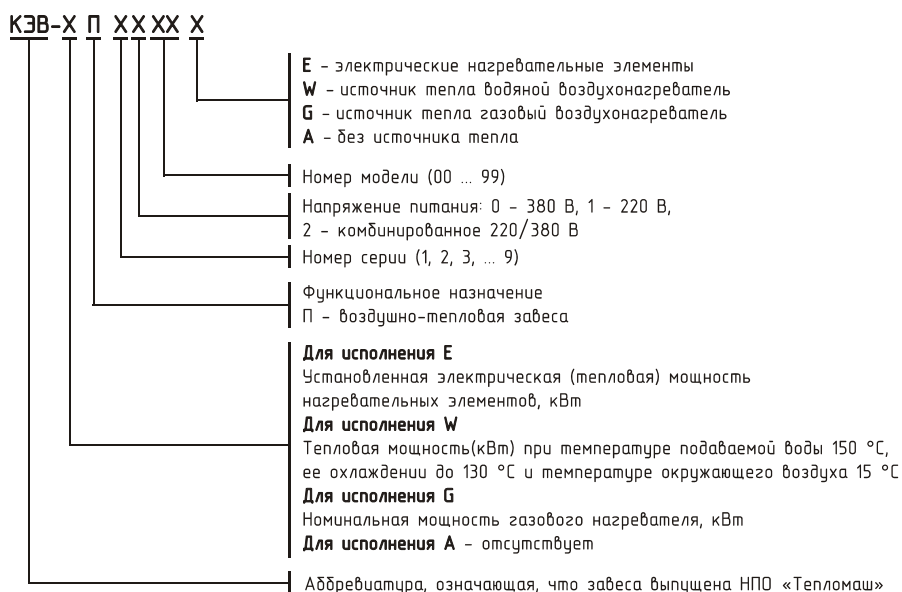 КЭВ-Х П ХХ ХХ Х
Е – электрические нагревательные элементы
W – источник тепла водяной воздухонагреватель
G – источник тепла газовый воздухонагреватель
А – без источника тепла
Номер модели (00 ... 99)
Напряжение питания: 0 – 380 В, 1 – 220 В,
2 – комбинированное 220/380 В
Номер серии (1, 2, 3, ... 9)
Функциональное назначение
П – воздушно-тепловая завеса
Для исполнения Е
Установленная электрическая (тепловая) мощность
нагревательных элементов, кВт
Для исполнения W
Тепловая мощность(кВт) при температуре подаваемой воды 150 °С,
ее охлаждении до 130 °С и температуре окружающего воздуха 15 °С
Для исполнения G
Номинальная мощность газового нагревателя, кВт
Для исполнения А – отсутствует
Аббревиатура, означающая, что завеса выпущена НПО «Тепломаш»